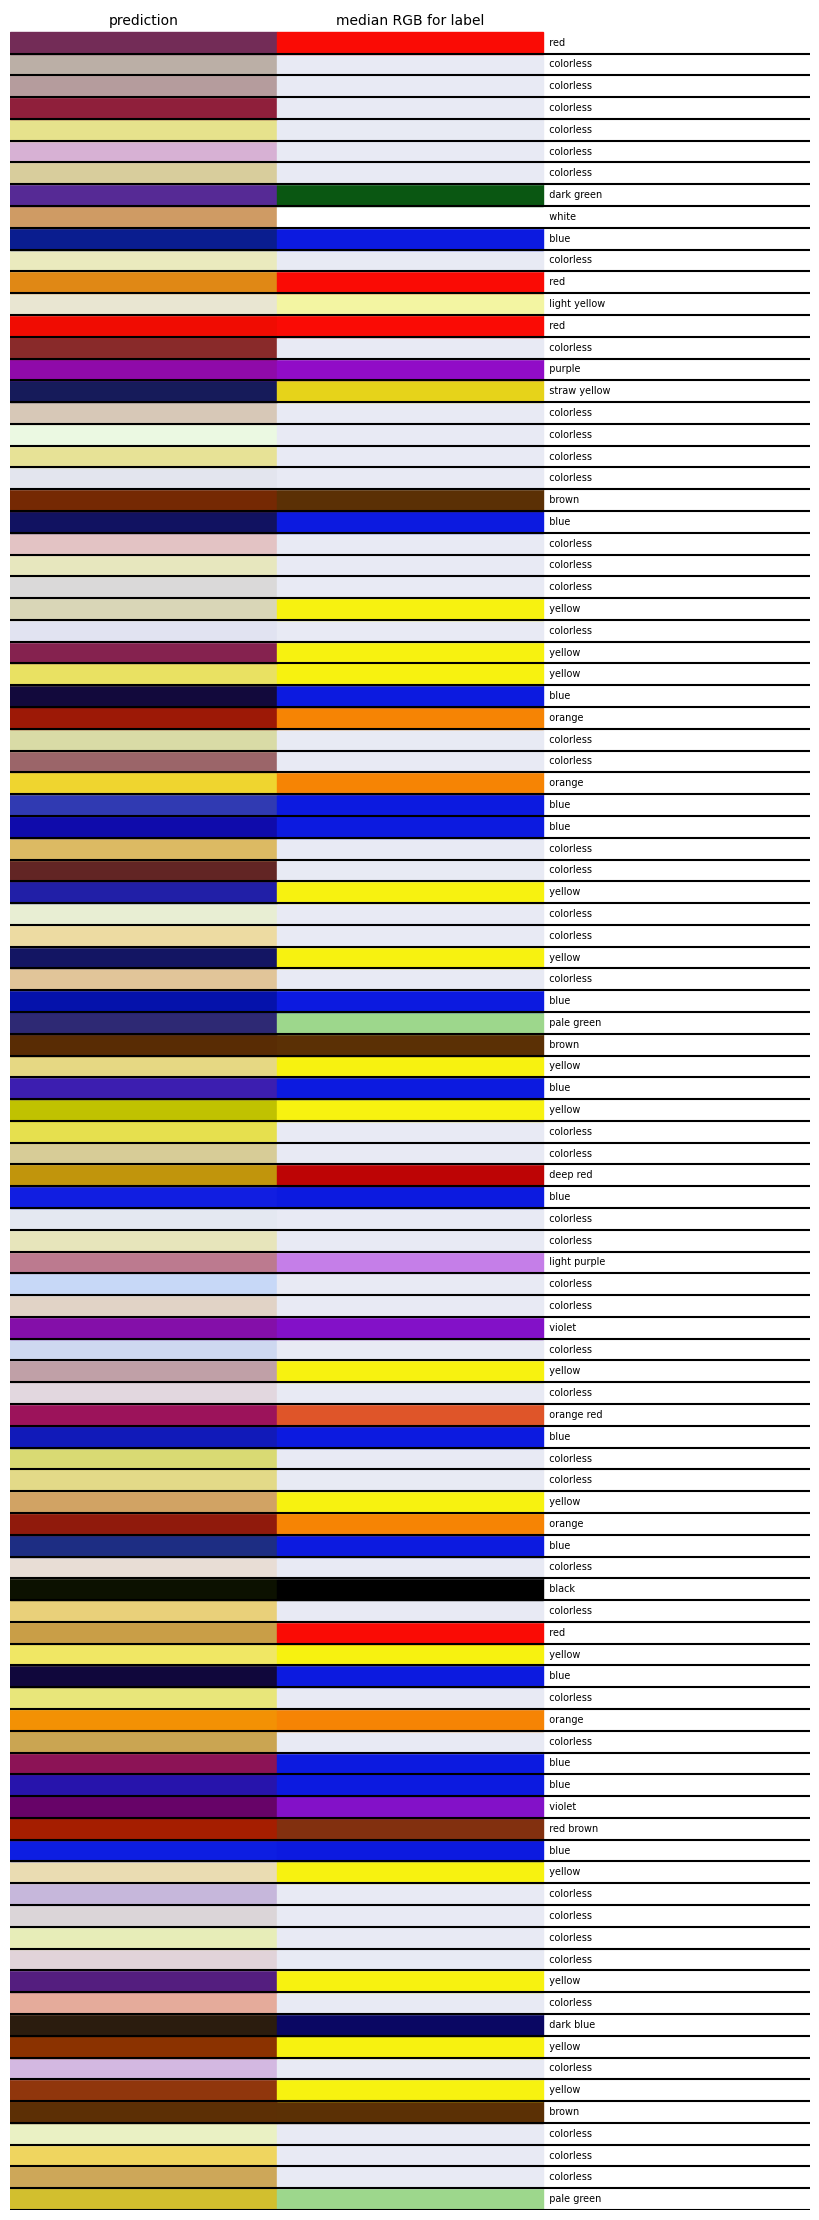 prediction median RGB for label
red
colorless
colorless
colorless
colorless
colorless
colorless
dark green
white
blue
colorless
red
light yellow
red
colorless
purple
straw yellow
colorless
colorless
colorless
colorless
brown
blue
colorless
colorless
colorless
yellow
colorless
yellow
yellow
blue
orange
colorless
colorless
orange
blue
blue
colorless
colorless
yellow
colorless
colorless
yellow
colorless
blue
pale green
brown
yellow
blue
yellow
colorless
colorless
deep red
blue
colorless
colorless
light purple
colorless
colorless
violet
colorless
yellow
colorless
orange red
blue
colorless
colorless
yellow
orange
blue
colorless
black
colorless
red
yellow
blue
colorless
orange
colorless
blue
blue
violet
red brown
blue
yellow
colorless
colorless
colorless
colorless
yellow
colorless
dark blue
yellow
colorless
yellow
brown
colorless
colorless
colorless
pale green